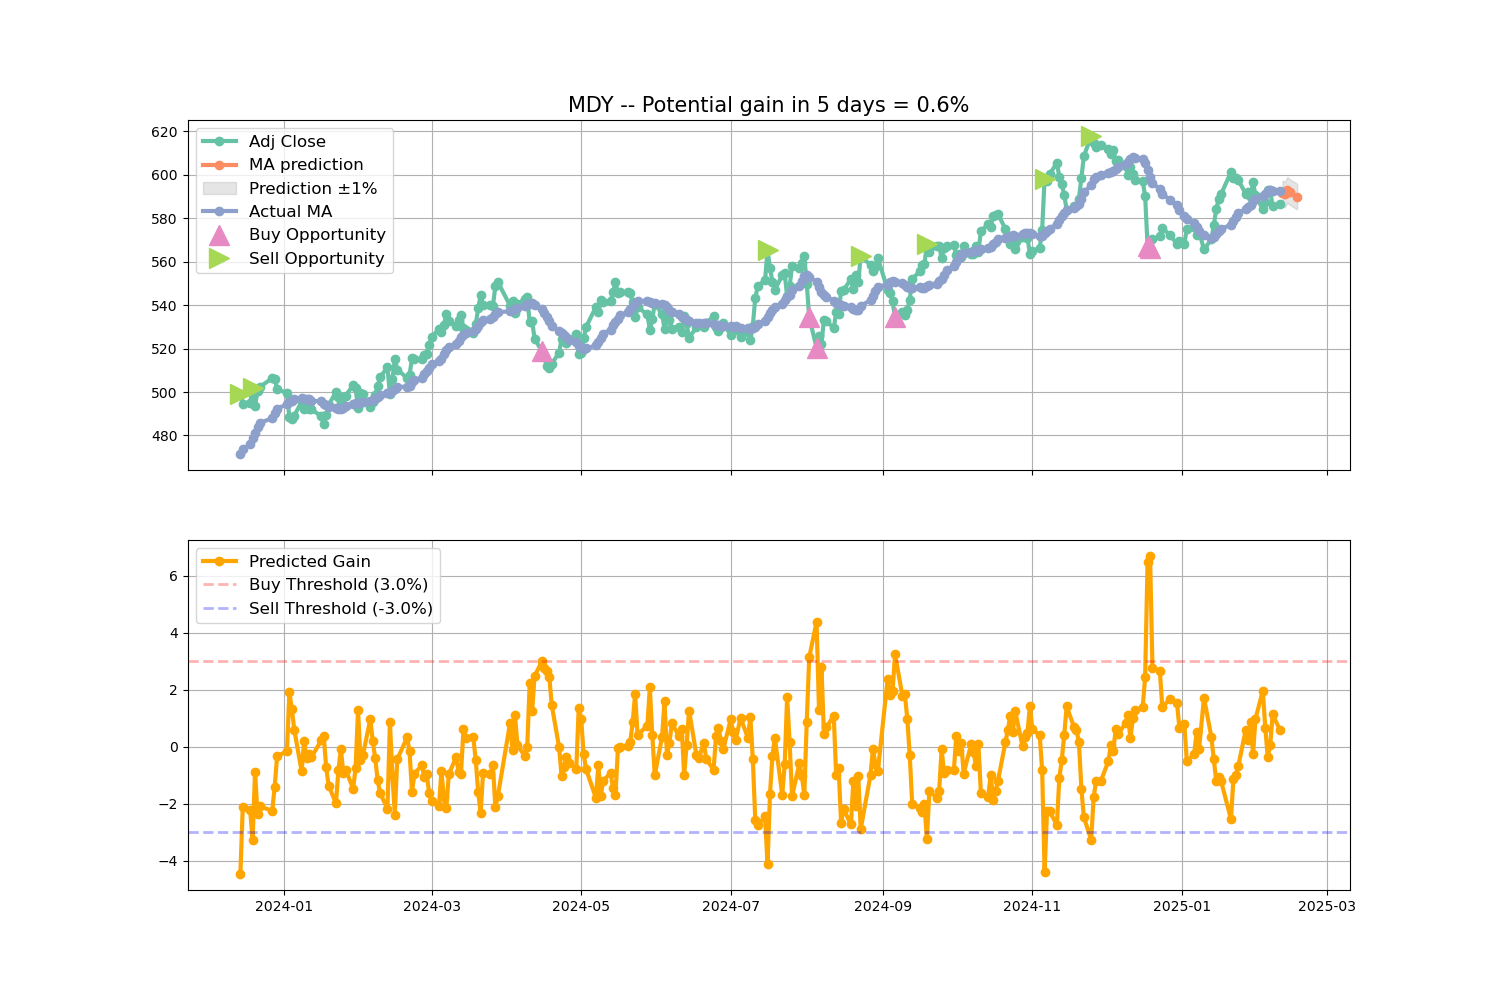 MDY -- Potential gain in 5 days = 0.6%
620
600
580
560
540
520
500
480
Adj Close
MA prediction
Prediction ±1%
Actual MA
Buy Opportunity
Sell Opportunity
6
4
2
0
−2
−4
Predicted Gain
Buy Threshold (3.0%)
Sell Threshold (-3.0%)
2024-01
2024-03
2024-05
2024-07
2024-09
2024-11
2025-01
2025-03